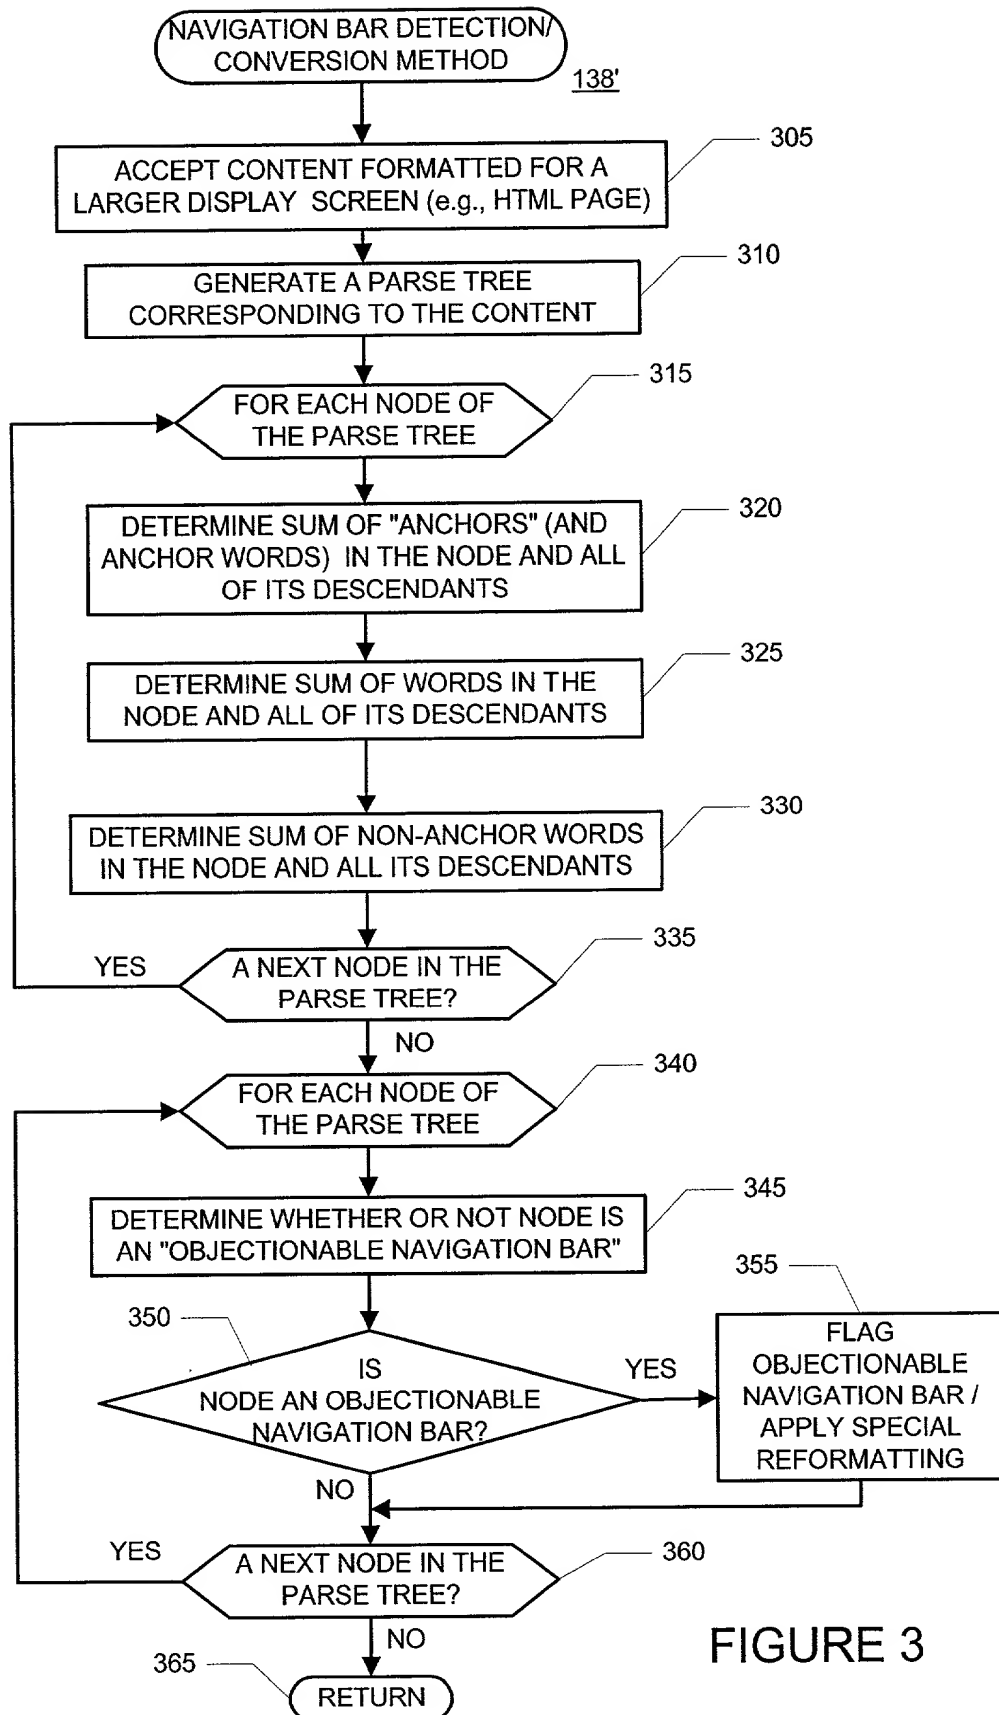 NAVIGATION BAR DETECTION/
CONVERSION METHOD
138'
305
ACCEPT CONTENT FORMATTED FOR A
LARGER DISPLAY SCREEN (e.g., HTML PAGE)
310
GENERATE A PARSE TREE
CORRESPONDING TO THE CONTENT
315
FOR EACH NODE OF
THE PARSE TREE
320
DETERMINE SUM OF "ANCHORS" (AND
ANCHOR WORDS) IN THE NODE AND ALL
OF ITS DESCENDANTS
325
DETERMINE SUM OF WORDS IN THE
NODE AND ALL OF ITS DESCENDANTS
330
DETERMINE SUM OF NON-ANCHOR WORDS
IN THE NODE AND ALL ITS DESCENDANTS
335
YES
A NEXT NODE IN THE
PARSE TREE?
NO
340
FOR EACH NODE OF
THE PARSE TREE
345
DETERMINE WHETHER OR NOT NODE IS
AN "OBJECTIONABLE NAVIGATION BAR"
355
350
IS
NODE AN OBJECTIONABLE
NAVIGATION BAR?
YES
FLAG
OBJECTIONABLE
NAVIGATION BAR /
APPLY SPECIAL
REFORMATTING
NO
YES
360
A NEXT NODE IN THE
PARSE TREE?
NO
365
RETURN
FIGURE 3